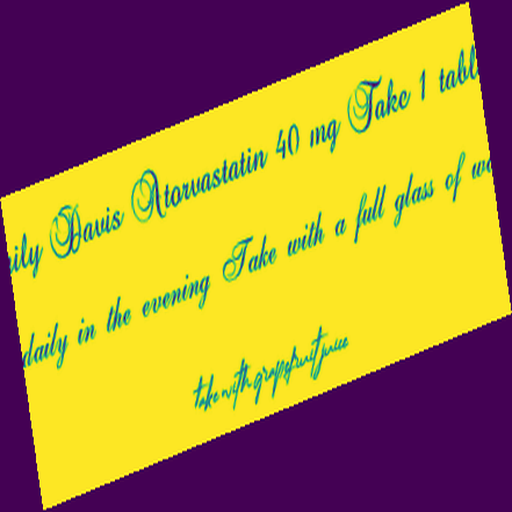 ily Davis Atorvastatin 40 mg Take 1 tabl
daily in the evening Take with a full glass of wa
take with grapefruit juice